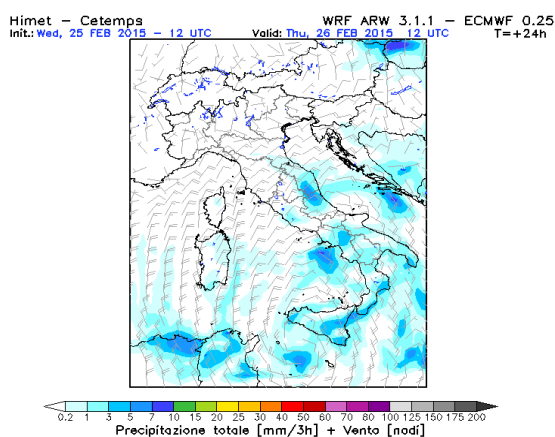 Himet – Cetemps WRF ARW 3.1.1 – ECMWF 0.25
Init.: Wed, 25 FEB 2015 – 12 UTC Valid: Thu, 26 FEB 2015 12 UTC T=+24h
0.2 1 3 5 7 10 15 20 25 30 40 50 60 70 80 90 100 125 150 175 200
Precipitazione totale [mm/3h] + Vento [nodi]